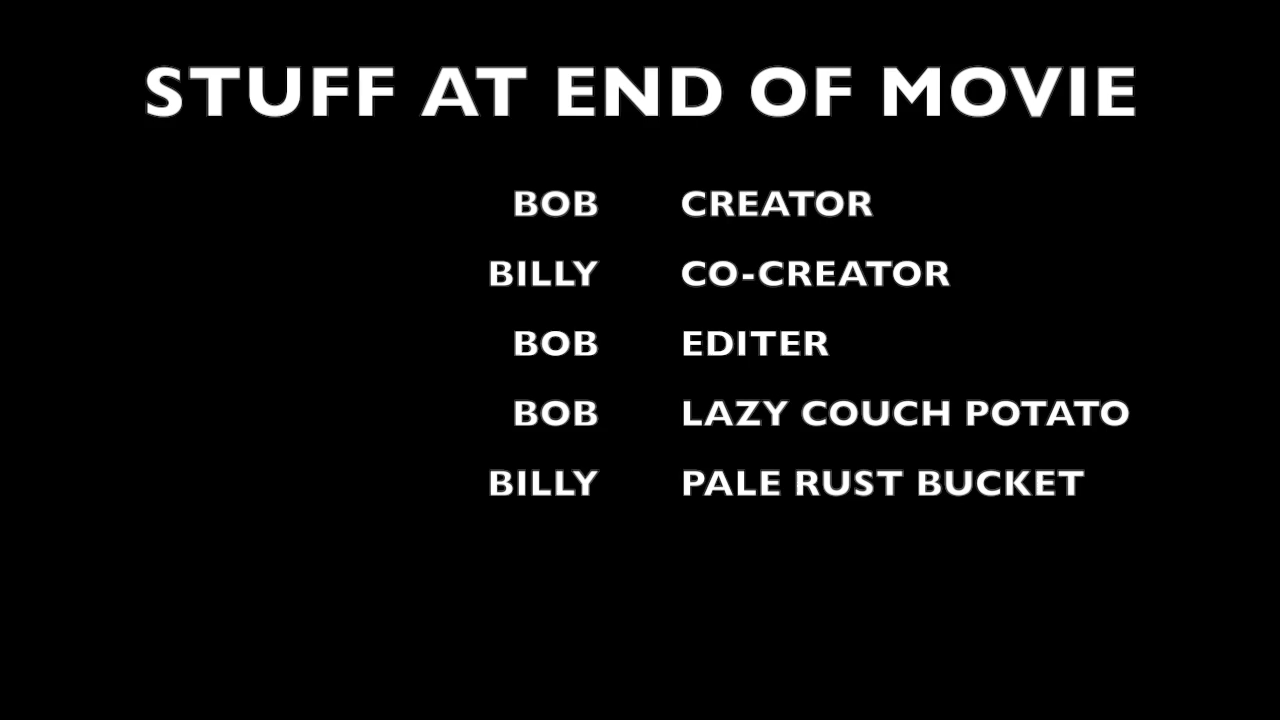 STUFF AT END OF MOVIE
BOB CREATOR
BILLY CO-CREATOR
BOB EDITER
BOB LAZY COUCH POTATO
BILLY PALE RUST BUCKET